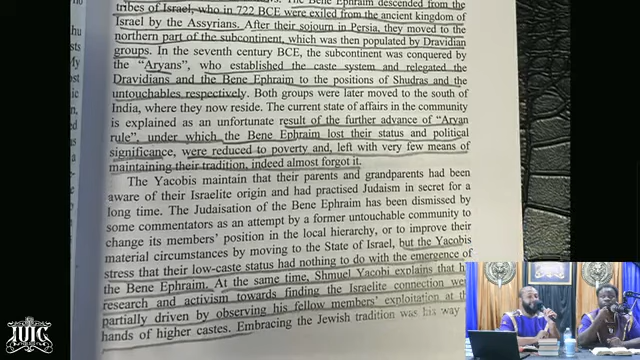 The Bene Ephraim descended from the
tribes of Israel, who in 722 BCE were exiled from the ancient kingdom of
Israel by the Assyrians. After their sojourn in Persia, they moved to the
northern part of the subcontinent, which was then populated by Dravidian
groups. In the seventh century BCE, the subcontinent was conquered by
the “Aryans”, who established the caste system and relegated the
Dravidians and the Bene Ephraim to the positions of Shudras and the
untouchables respectively. Both groups were later moved to the south of
India, where they now reside. The current state of affairs in the community
is explained as an unfortunate result of the further advance of “Aryan
rule”, under which the Bene Ephraim lost their status and political
significance, were reduced to poverty and, left with very few means of
maintaining their tradition, indeed almost forgot it.
The Yacobis maintain that their parents and grandparents had been
aware of their Israelite origin and had practised Judaism in secret for a
long time. The Judaisation of the Bene Ephraim has been dismissed by
some commentators as an attempt by a former untouchable community to
change its members’ position in the local hierarchy, or to improve their
material circumstances by moving to the State of Israel, but the Yacobis
stress that their low-caste status had nothing to do with the emergence of
the Bene Ephraim. At the same time, Shmuel Yacobi explains that
research and activism towards finding the Israelite connection
partially driven by observing his fellow members’ exploitation at
hands of higher castes. Embracing the Jewish tradition was his way
IUIC